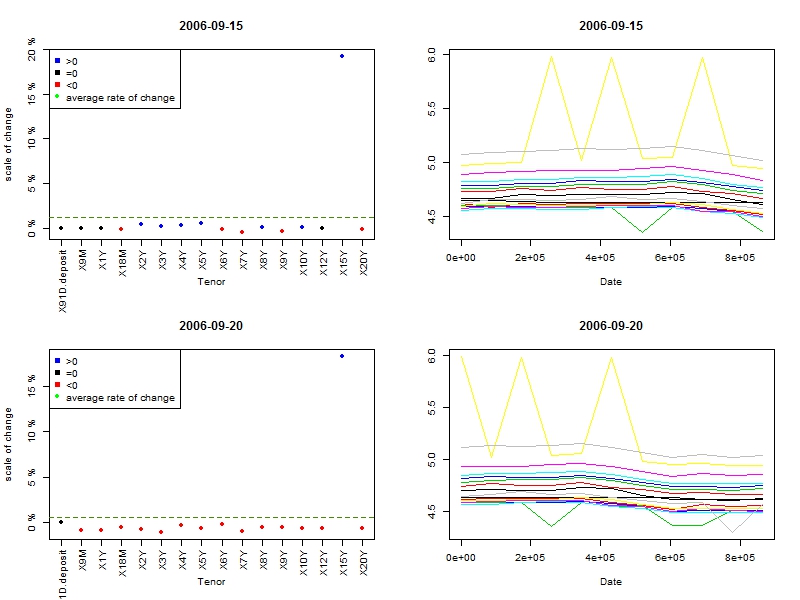 2006-09-15
20 %
15 %
10 %
5 %
0 %
scale of change
>0
=0
<0
average rate of change
X91D.deposit
X9M
X1Y
X18M
X2Y
X3Y
X4Y
X5Y
X6Y
X7Y
X8Y
X9Y
X10Y
X12Y
X15Y
X20Y
Tenor
2006-09-15
6.0
5.5
5.0
4.5
0e+00
2e+05
4e+05
6e+05
8e+05
Date
2006-09-20
15 %
10 %
5 %
0 %
scale of change
>0
=0
<0
average rate of change
1D.deposit
X9M
X1Y
X18M
X2Y
X3Y
X4Y
X5Y
X6Y
X7Y
X8Y
X9Y
X10Y
X12Y
X15Y
X20Y
Tenor
2006-09-20
6.0
5.5
5.0
4.5
0e+00
2e+05
4e+05
6e+05
8e+05
Date